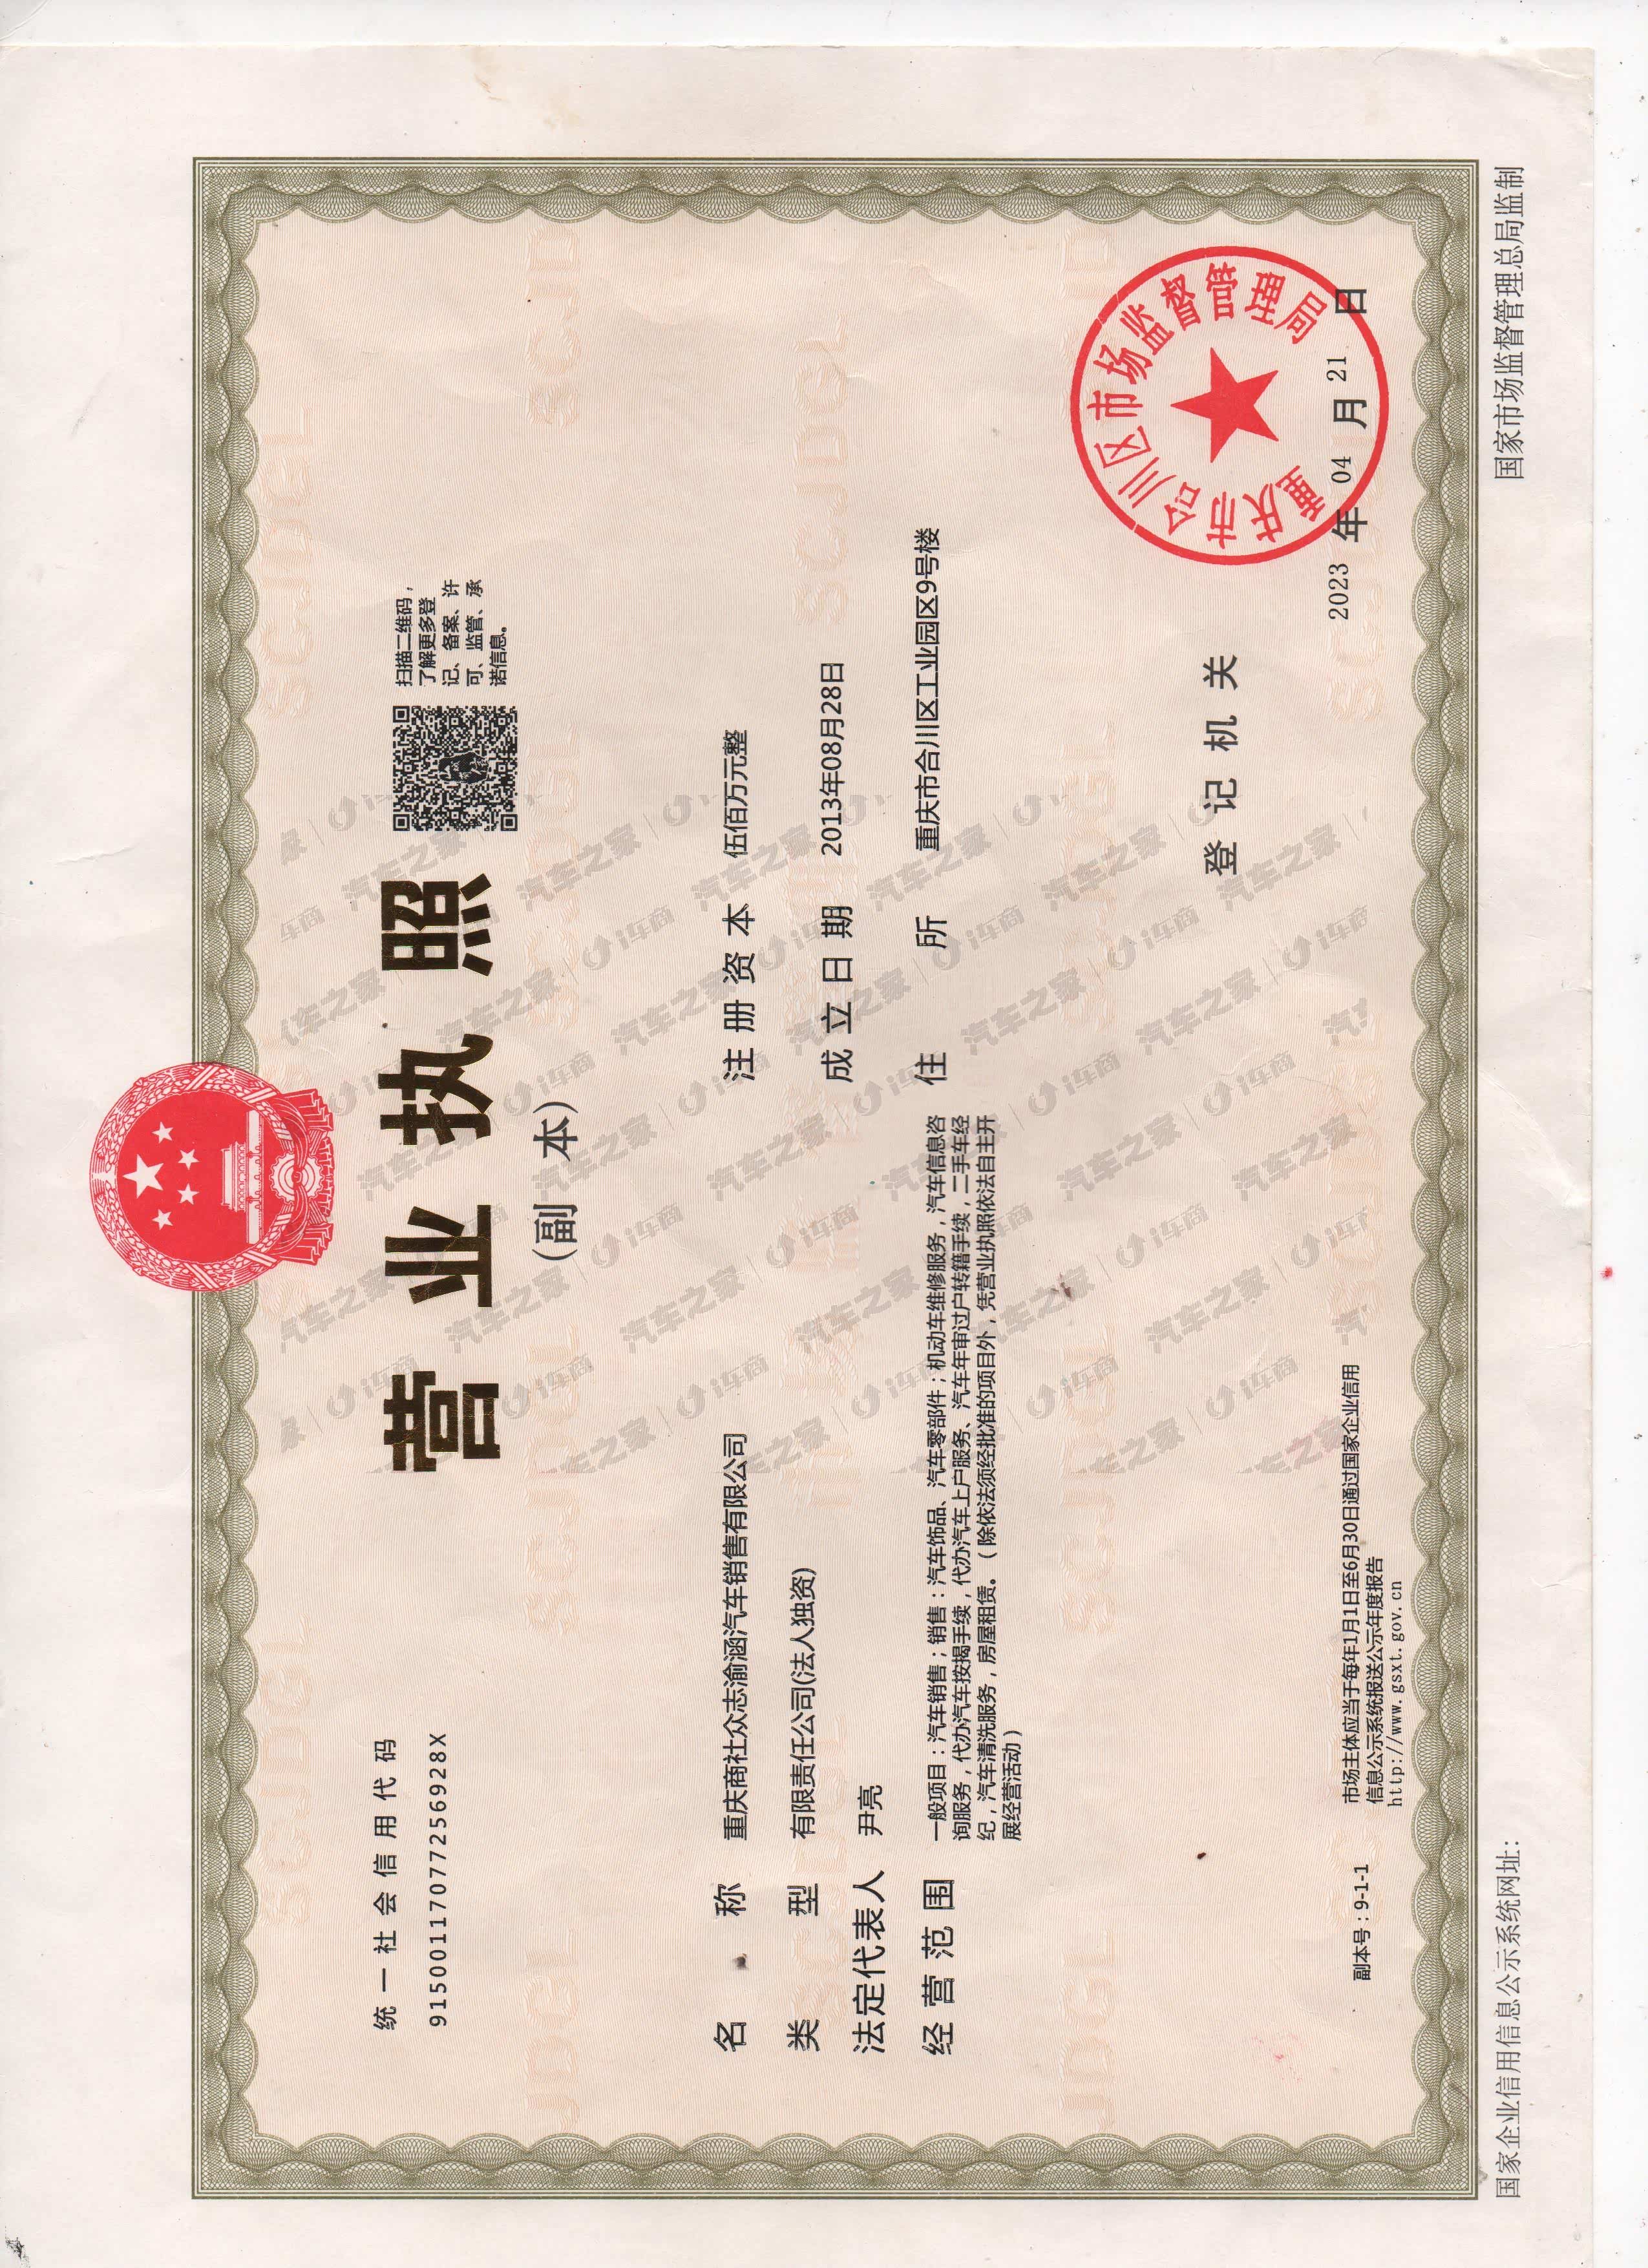 营业执照
(副 本)
统一社会信用代码
91500117077256928X
扫描二维码，
了解更多登
记、备案、许
可、监管、承
诺信息。
名称 重庆商社众志渝涵汽车销售有限公司
类型 有限责任公司(法人独资)
法定代表人 尹亮
经营范围 一般项目：汽车销售；销售：汽车饰品、汽车零部件；机动车维修服务，汽车信息咨
询服务，代办汽车按揭手续，代办汽车上户服务、汽车年审过户转籍手续，二手车经
纪，汽车清洗服务，房屋租赁。（除依法须经批准的项目外，凭营业执照依法自主开
展经营活动）
注册资本 伍佰万元整
成立日期 2013年08月28日
住所 重庆市合川区工业园区9号楼
登记机关
重庆市合川区市场监督管理局
2023 年 04 月 21 日
副本号：9-1-1
市场主体应当于每年1月1日至6月30日通过国家企业信用
信息公示系统报送公示年度报告
http://www.gsxt.gov.cn
国家企业信用信息公示系统网址：
国家市场监督管理总局监制
汽车之家 | i车商
SCJDGL